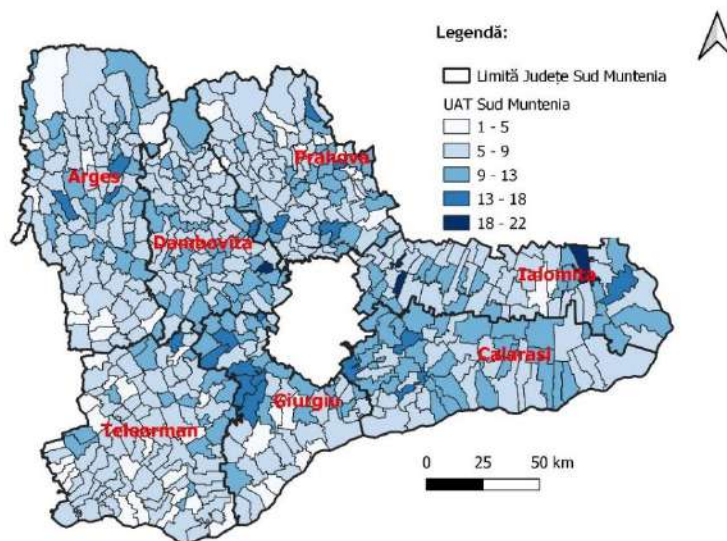 Legendă:
Limită Județe Sud Muntenia
UAT Sud Muntenia
1 - 5
5 - 9
9 - 13
13 - 18
18 - 22
Prahova
Arges
Dambovita
Ialomita
Calarasi
Giurgiu
Teleorman
0 25 50 km